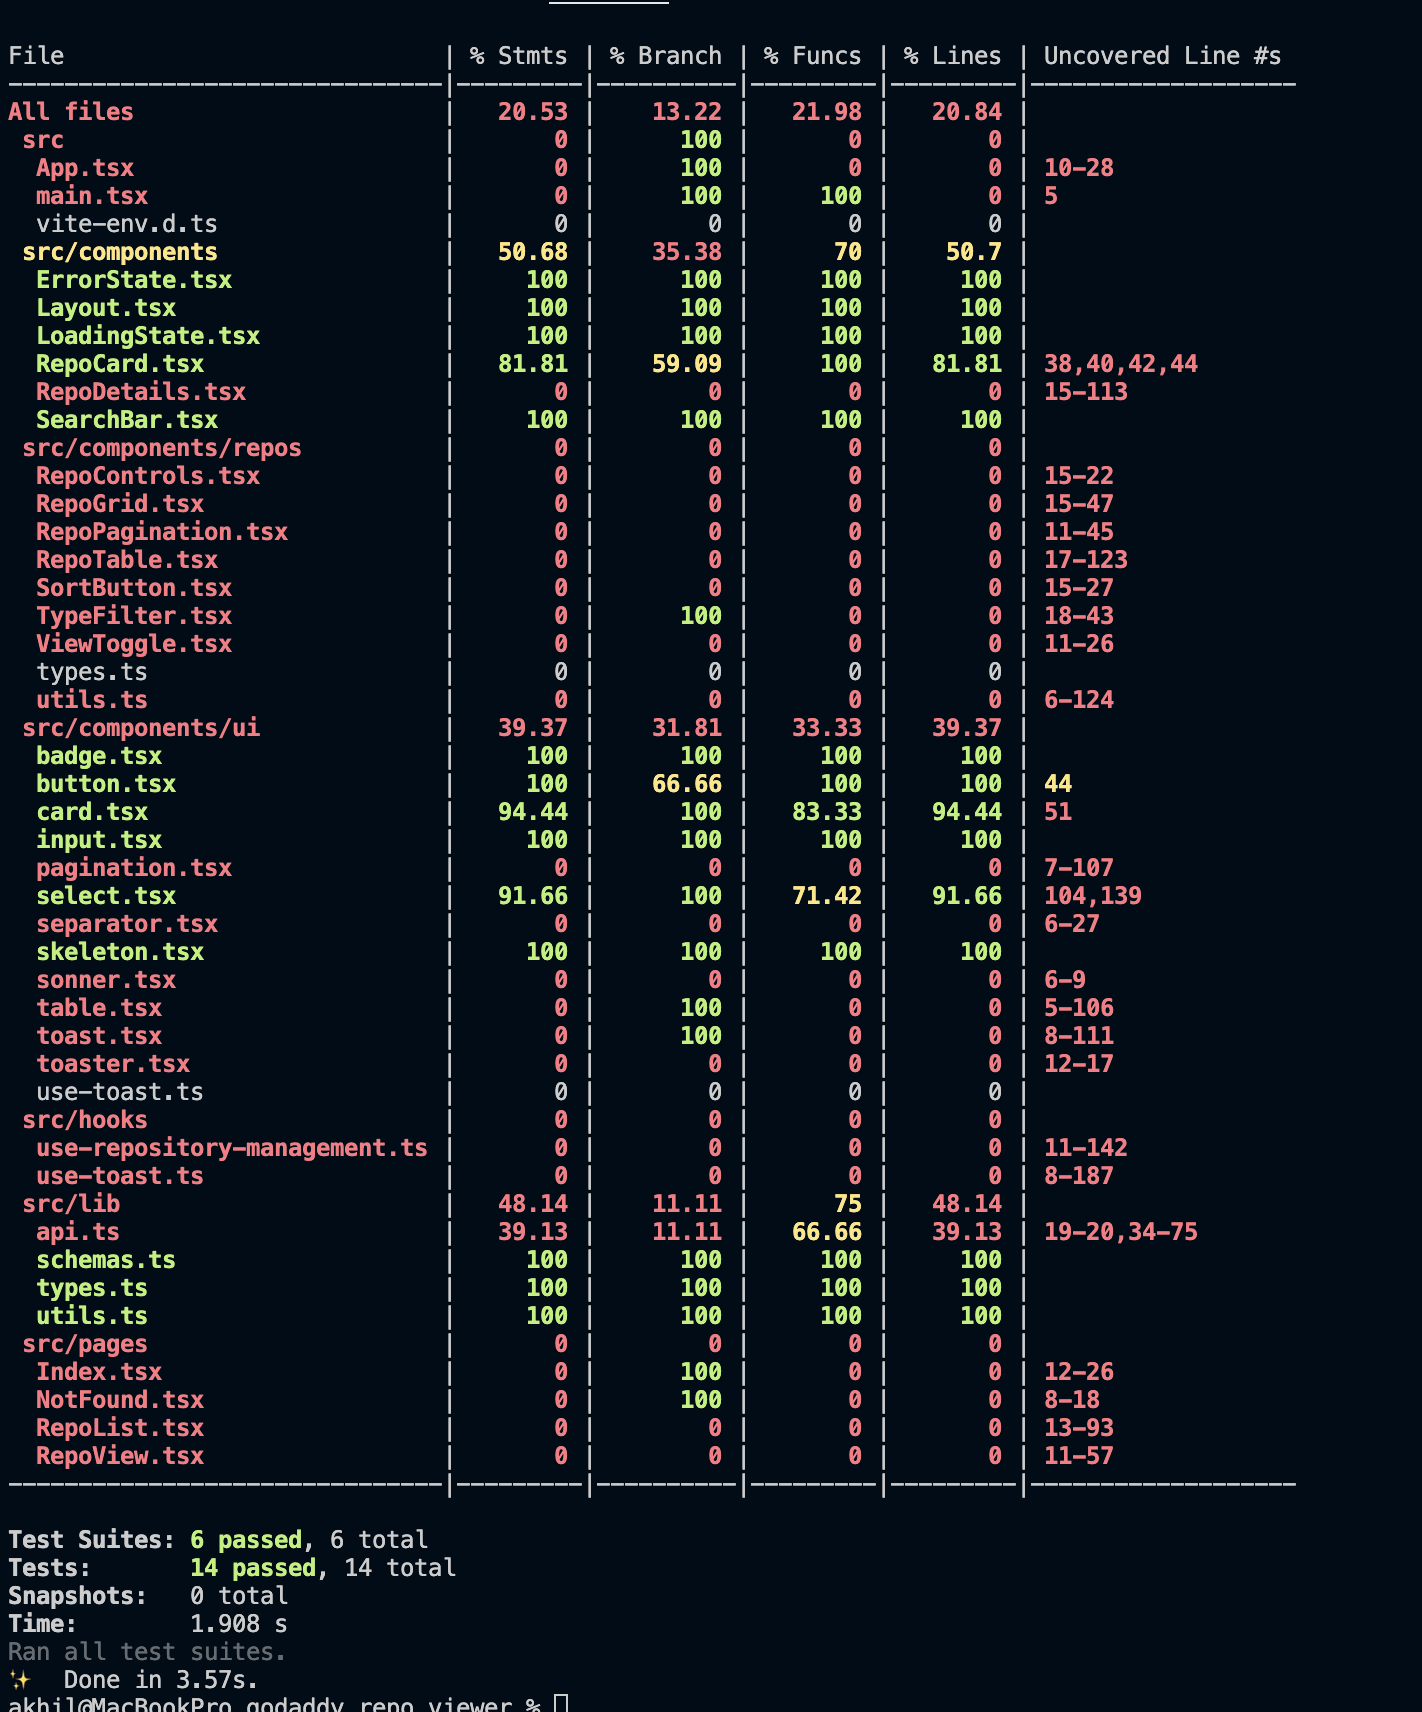 File | % Stmts | % Branch | % Funcs | % Lines | Uncovered Line #s
All files | 20.53 | 13.22 | 21.98 | 20.84 |
src | 0 | 100 | 0 | 0 |
App.tsx | 0 | 100 | 0 | 0 | 10-28
main.tsx | 0 | 100 | 100 | 0 | 5
vite-env.d.ts | 0 | 0 | 0 | 0 |
src/components | 50.68 | 35.38 | 70 | 50.7 |
ErrorState.tsx | 100 | 100 | 100 | 100 |
Layout.tsx | 100 | 100 | 100 | 100 |
LoadingState.tsx | 100 | 100 | 100 | 100 |
RepoCard.tsx | 81.81 | 59.09 | 100 | 81.81 | 38,40,42,44
RepoDetails.tsx | 0 | 0 | 0 | 0 | 15-113
SearchBar.tsx | 100 | 100 | 100 | 100 |
src/components/repos | 0 | 0 | 0 | 0 |
RepoControls.tsx | 0 | 0 | 0 | 0 | 15-22
RepoGrid.tsx | 0 | 0 | 0 | 0 | 15-47
RepoPagination.tsx | 0 | 0 | 0 | 0 | 11-45
RepoTable.tsx | 0 | 0 | 0 | 0 | 17-123
SortButton.tsx | 0 | 0 | 0 | 0 | 15-27
TypeFilter.tsx | 0 | 100 | 0 | 0 | 18-43
ViewToggle.tsx | 0 | 0 | 0 | 0 | 11-26
types.ts | 0 | 0 | 0 | 0 |
utils.ts | 0 | 0 | 0 | 0 | 6-124
src/components/ui | 39.37 | 31.81 | 33.33 | 39.37 |
badge.tsx | 100 | 100 | 100 | 100 |
button.tsx | 100 | 66.66 | 100 | 100 | 44
card.tsx | 94.44 | 100 | 83.33 | 94.44 | 51
input.tsx | 100 | 100 | 100 | 100 |
pagination.tsx | 0 | 0 | 0 | 0 | 7-107
select.tsx | 91.66 | 100 | 71.42 | 91.66 | 104,139
separator.tsx | 0 | 0 | 0 | 0 | 6-27
skeleton.tsx | 100 | 100 | 100 | 100 |
sonner.tsx | 0 | 0 | 0 | 0 | 6-9
table.tsx | 0 | 100 | 0 | 0 | 5-106
toast.tsx | 0 | 100 | 0 | 0 | 8-111
toaster.tsx | 0 | 0 | 0 | 0 | 12-17
use-toast.ts | 0 | 0 | 0 | 0 |
src/hooks | 0 | 0 | 0 | 0 |
use-repository-management.ts | 0 | 0 | 0 | 0 | 11-142
use-toast.ts | 0 | 0 | 0 | 0 | 8-187
src/lib | 48.14 | 11.11 | 75 | 48.14 |
api.ts | 39.13 | 11.11 | 66.66 | 39.13 | 19-20,34-75
schemas.ts | 100 | 100 | 100 | 100 |
types.ts | 100 | 100 | 100 | 100 |
utils.ts | 100 | 100 | 100 | 100 |
src/pages | 0 | 0 | 0 | 0 |
Index.tsx | 0 | 100 | 0 | 0 | 12-26
NotFound.tsx | 0 | 100 | 0 | 0 | 8-18
RepoList.tsx | 0 | 0 | 0 | 0 | 13-93
RepoView.tsx | 0 | 0 | 0 | 0 | 11-57
Test Suites: 6 passed, 6 total
Tests: 14 passed, 14 total
Snapshots: 0 total
Time: 1.908 s
Ran all test suites.
✨ Done in 3.57s.
akhil@MacBookPro godaddy_repo_viewer %